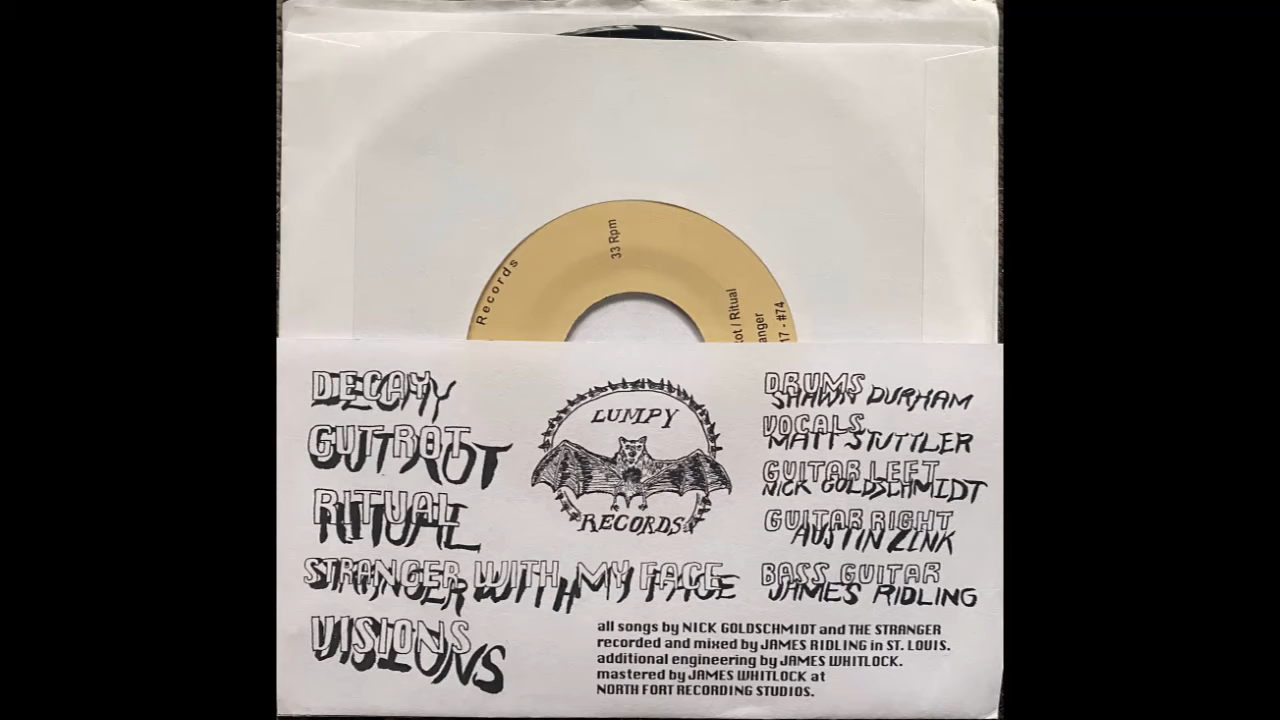 Records
33 Rpm
/ Ritual
17 - #74
DECAY
GUT ROT
RITUAL
STRANGER WITH MY FACE
VISIONS
LUMPY
RECORDS
DRUMS
SHAWN DURHAM
VOCALS
MATT STUTTLER
GUITAR LEFT
NICK GOLDSCHMIDT
GUITAR RIGHT
AUSTIN ZINK
BASS GUITAR
JAMES RIDLING
all songs by NICK GOLDSCHMIDT and THE STRANGER
recorded and mixed by JAMES RIDLING in ST. LOUIS.
additional engineering by JAMES WHITLOCK.
mastered by JAMES WHITLOCK at
NORTH FORT RECORDING STUDIOS.